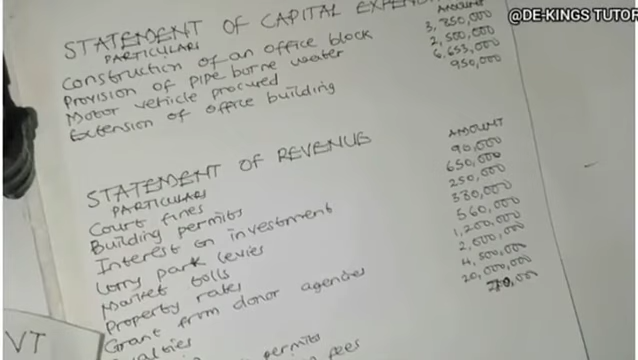 @DE-KINGS TUTOR
STATEMENT OF CAPITAL
PARTICULARS AMOUNT
Construction of an office block 3,850,000
Provision of pipe borne water 2,500,000
Motor vehicle procured 6,653,000
Extension of office building 950,000
STATEMENT OF REVENUE
PARTICULARS AMOUNT
Court fines 90,000
Building permits 650,000
Interest on investment 250,000
Lorry park levies 330,000
Market tolls 560,000
Property rates 1,200,000
Grant from donor agencies 2,000,000
4,500,000
permits 20,000,000
fees
VT